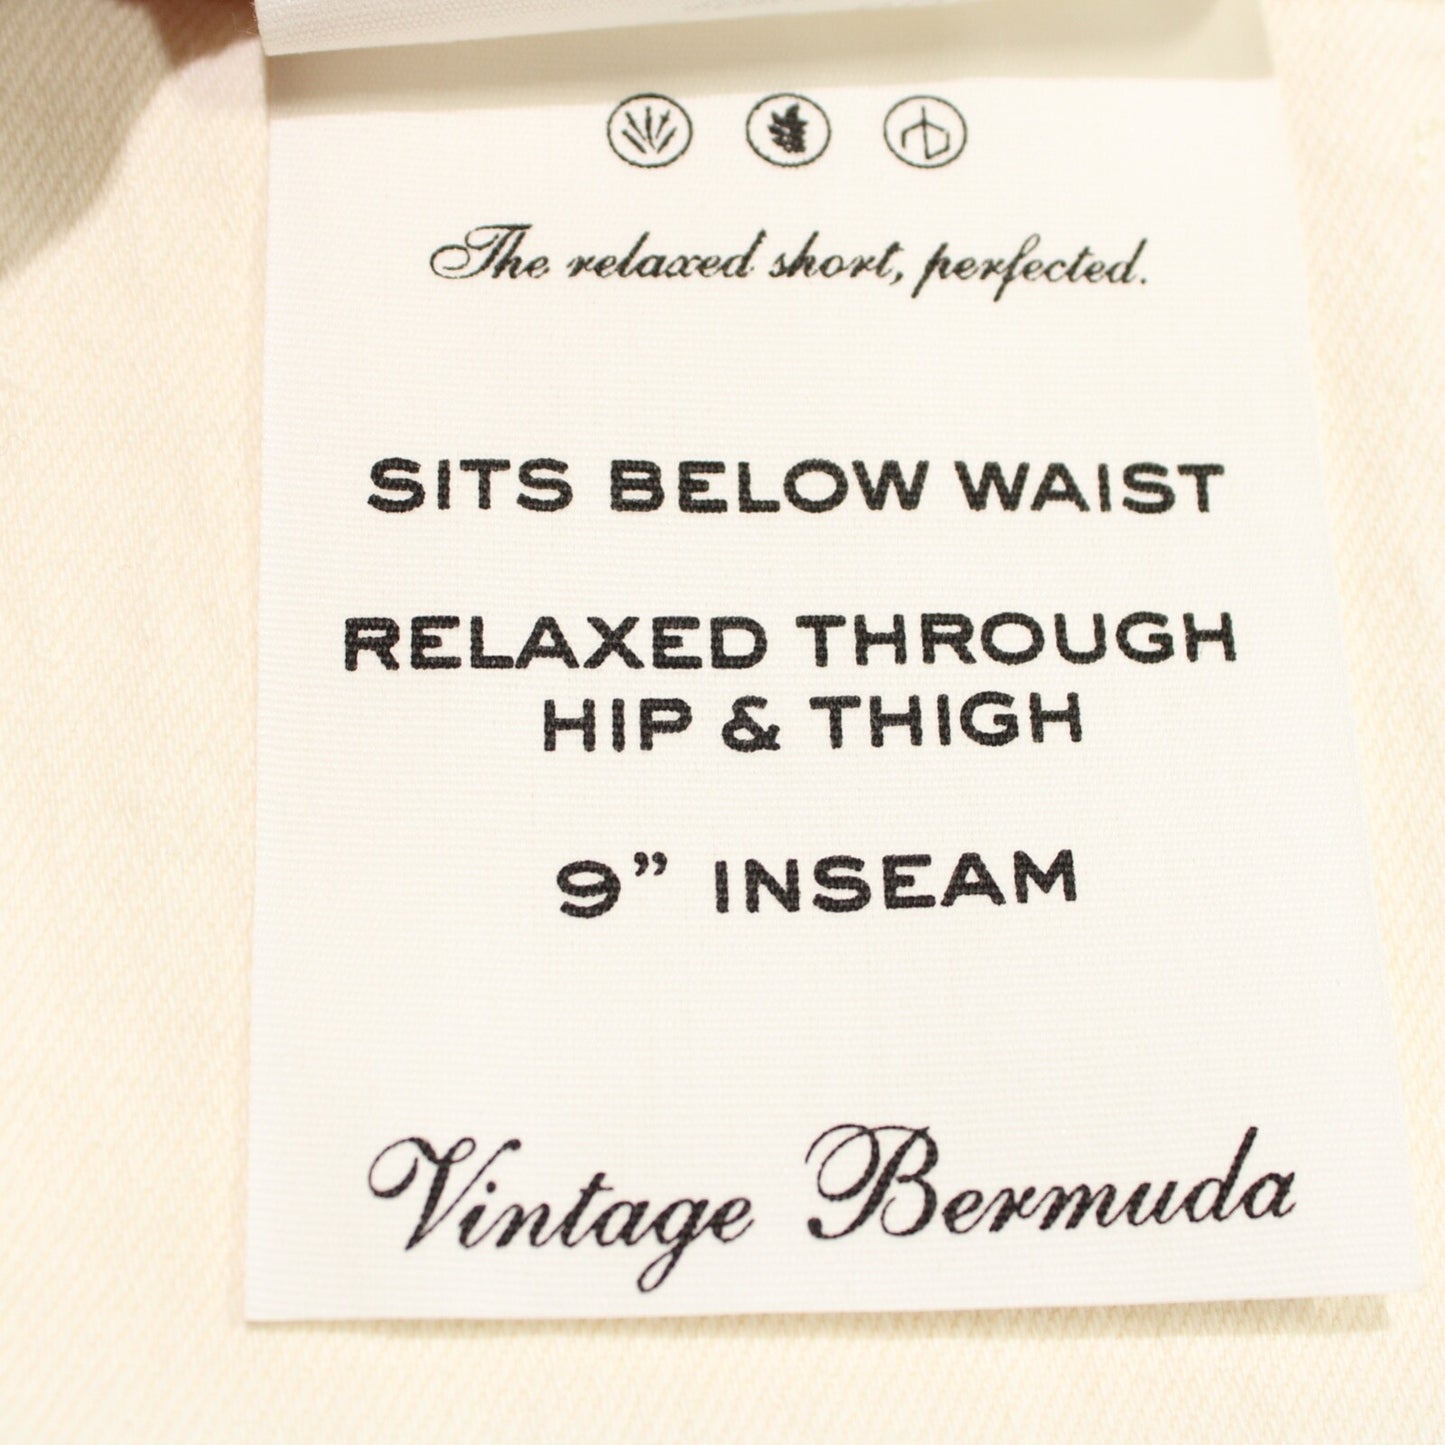 The relaxed short, perfected.
SITS BELOW WAIST
RELAXED THROUGH
HIP & THIGH
9” INSEAM
Vintage Bermuda